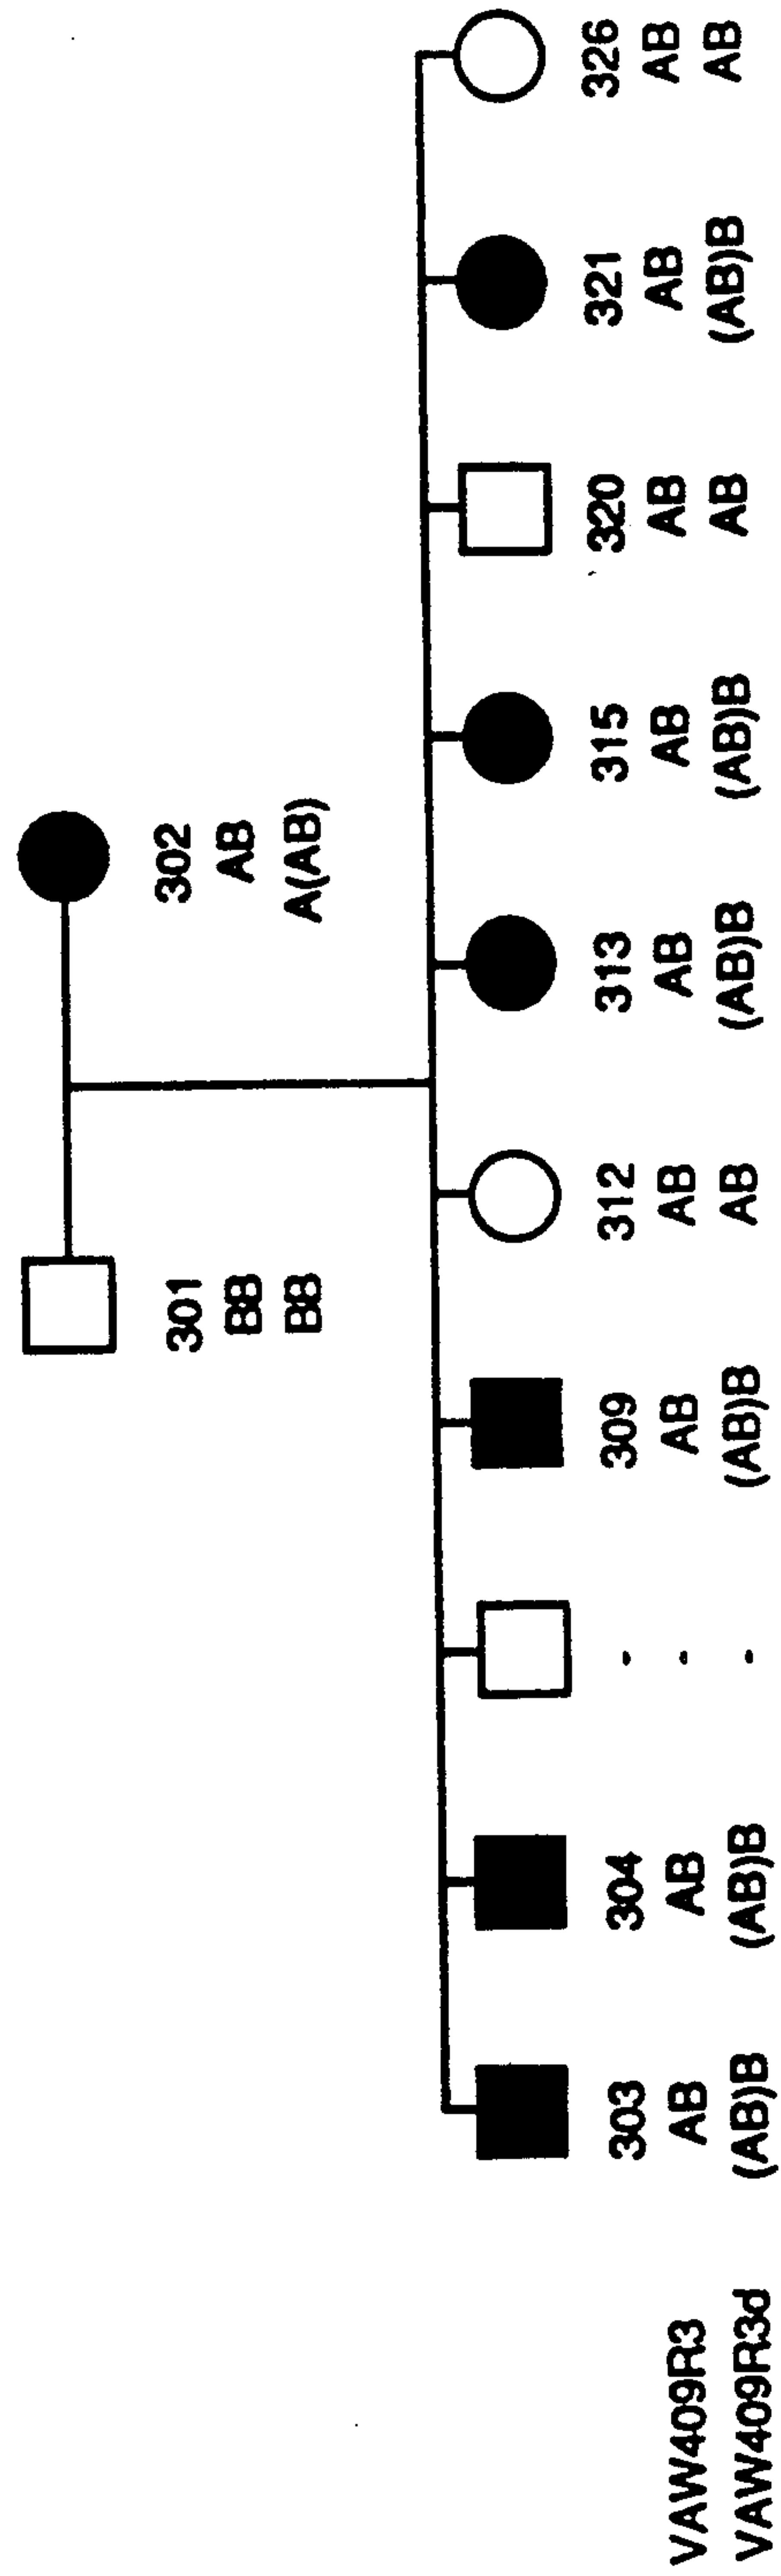 301 302
BB AB
BB A(AB)
303 304 - 309 312 313 315 320 321 326
VAW409R3 AB AB - AB AB AB AB AB AB AB
VAW409R3d (AB)B (AB)B - (AB)B AB (AB)B (AB)B AB (AB)B AB